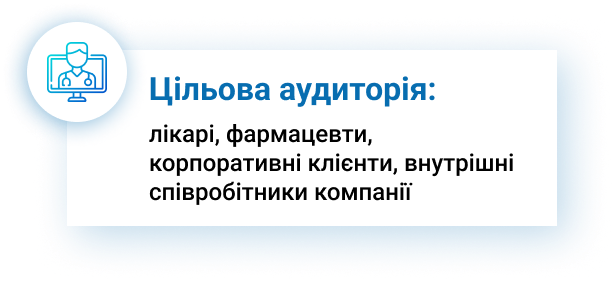 Цільова аудиторія:
лікарі, фармацевти,
корпоративні клієнти, внутрішні
співробітники компанії